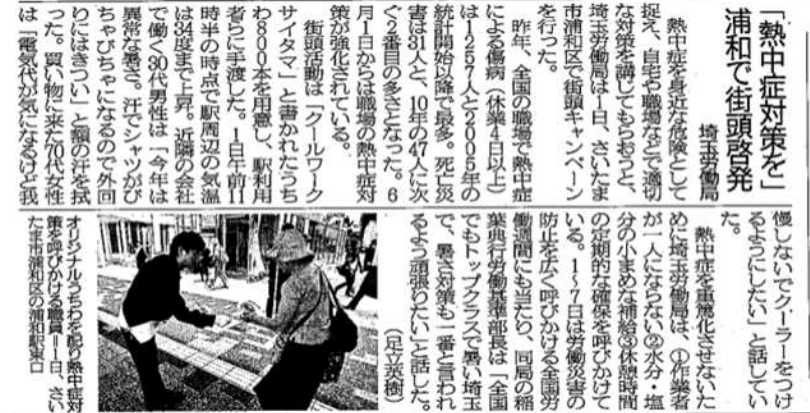 「熱中症対策を」
浦和で街頭啓発
埼玉労働局
熱中症を身近な危険として
捉え、自宅や職場などで適切
な対策を講じてもらおうと、
埼玉労働局は1日、さいたま
市浦和区で街頭キャンペーン
を行った。
昨年、全国の職場で熱中症
による傷病(休業4日以上)
は1257人と2005年の
統計開始以降で最多。死亡災
害は31人と、10年の47人に次
ぐ2番目の多さとなった。6
月1日からは職場の熱中症対
策が強化されている。
街頭活動は「クールワーク
サイタマ」と書かれたうち
わ800本を用意し、駅利用
者らに手渡した。1日午前11
時半の時点で駅周辺の気温
は34度まで上昇。近隣の会社
で働く30代男性は「今年は
異常な暑さ。汗でシャツがび
ちゃびちゃになるので外回
りにはきつい」と額の汗を拭
った。買い物に来た70代女性
は「電気代が気になるけど我
慢しないでクーラーをつけ
るようにしたい」と話してい
た。
熱中症を重篤化させないた
めに埼玉労働局は、①作業者
が一人にならない②水分・塩
分の小まめな補給③休憩時間
の定期的な確保を呼びかけて
いる。1~7日は労働災害の
防止を広く呼びかける全国労
働週間にも当たり、同局の稲
葉典行労働基準部長は「全国
でもトップクラスで暑い埼玉
で、暑さ対策も一番と言われ
るよう頑張りたい」と話した。
(足立英樹)
オリジナルうちわを配り熱中症対
策を呼びかける職員=1日、さい
たま市浦和区の浦和駅東口